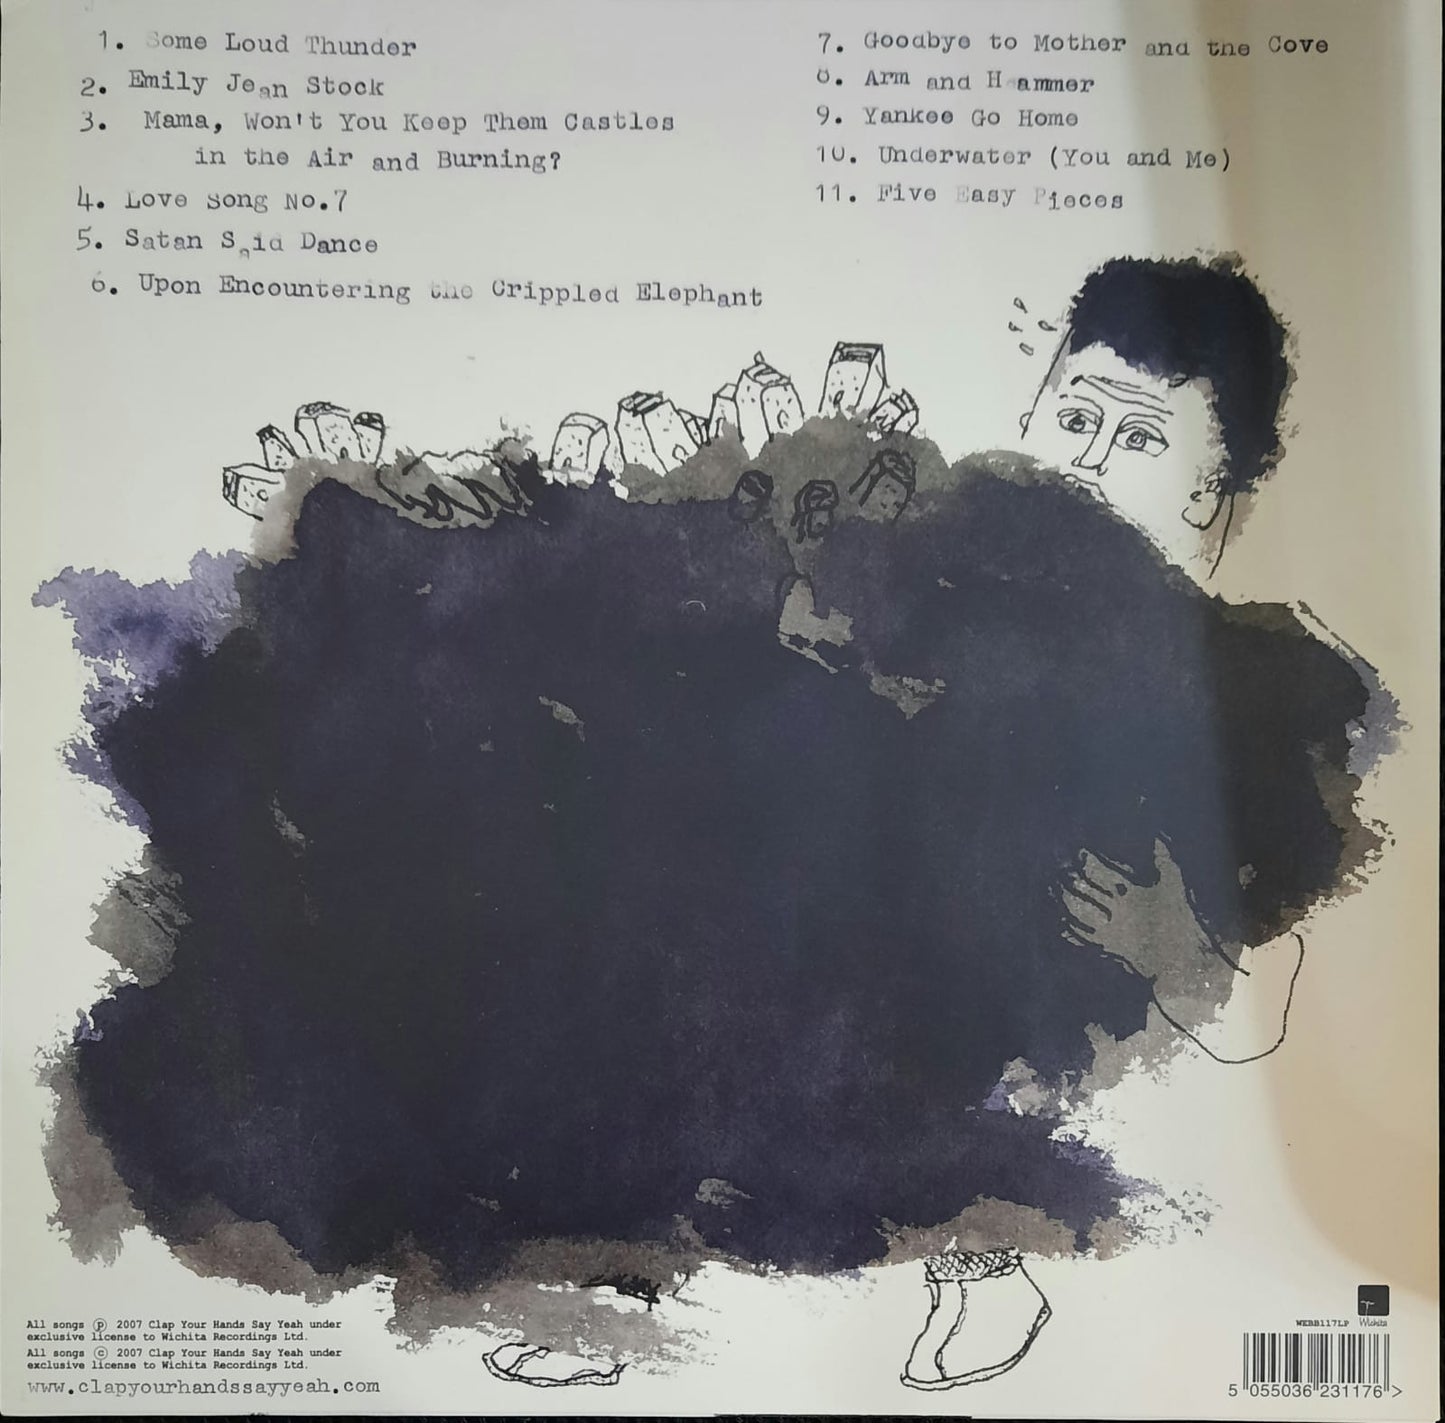 1. Some Loud Thunder
2. Emily Jean Stock
3. Mama, Won't You Keep Them Castles
in the Air and Burning?
4. Love Song No.7
5. Satan Said Dance
6. Upon Encountering the Crippled Elephant
7. Goodbye to Mother and the Cove
8. Arm and Hammer
9. Yankee Go Home
10. Underwater (You and Me)
11. Five Easy Pieces
All songs ℗ 2007 Clap Your Hands Say Yeah under
exclusive license to Wichita Recordings Ltd.
All songs © 2007 Clap Your Hands Say Yeah under
exclusive license to Wichita Recordings Ltd.
www.clapyourhandssayyeah.com
WEBB117LP Wichita
5 055036 231176 >